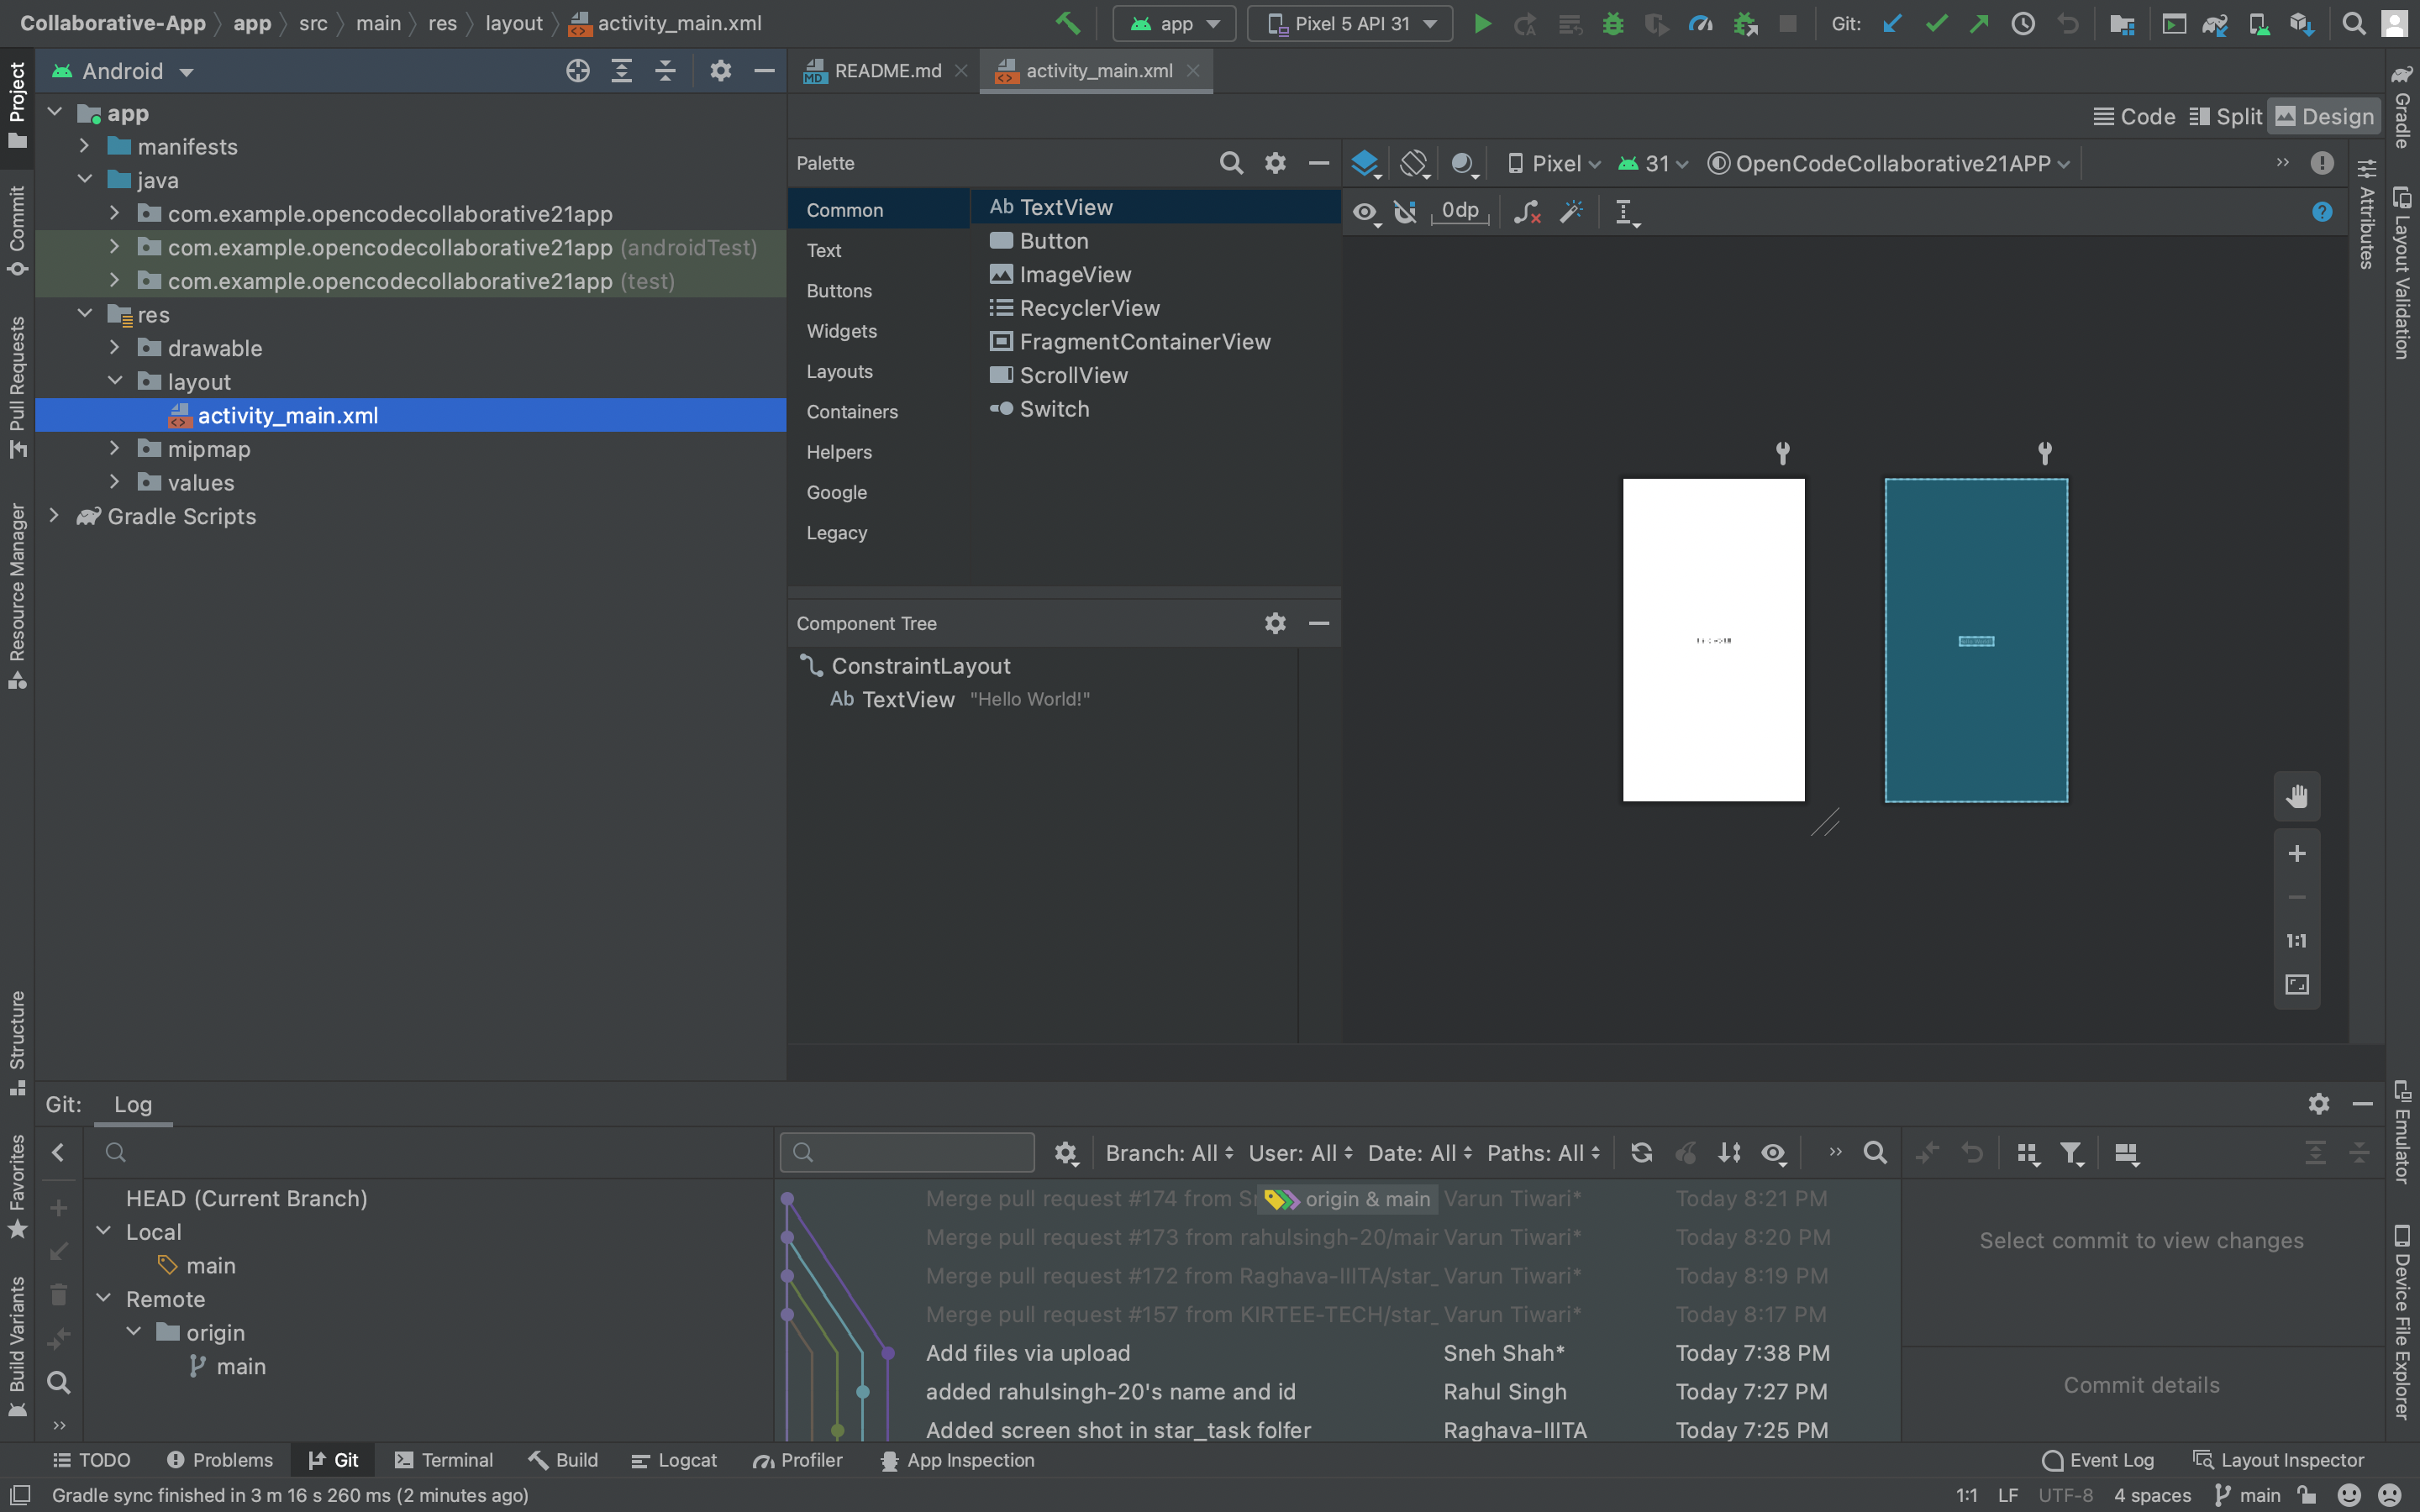 Collaborative-App app src main res layout activity_main.xml app Pixel 5 API 31 Git:
Project
Commit
Pull Requests
Resource Manager
Structure
Favorites
Build Variants
Android
app
manifests
java
com.example.opencodecollaborative21app
com.example.opencodecollaborative21app (androidTest)
com.example.opencodecollaborative21app (test)
res
drawable
layout
activity_main.xml
mipmap
values
Gradle Scripts
README.md activity_main.xml
Code Split Design
Palette
Common
Text
Buttons
Widgets
Layouts
Containers
Helpers
Google
Legacy
Ab TextView
Button
ImageView
RecyclerView
FragmentContainerView
ScrollView
Switch
Pixel 31 OpenCodeCollaborative21APP
0dp
Component Tree
ConstraintLayout
Ab TextView "Hello World!"
1:1
Attributes
Gradle
Layout Validation
Emulator
Device File Explorer
Git: Log
Branch: All User: All Date: All Paths: All
HEAD (Current Branch)
Local
main
Remote
origin
main
Merge pull request #174 from S origin & main Varun Tiwari* Today 8:21 PM
Merge pull request #173 from rahulsingh-20/mair Varun Tiwari* Today 8:20 PM
Merge pull request #172 from Raghava-IIITA/star_ Varun Tiwari* Today 8:19 PM
Merge pull request #157 from KIRTEE-TECH/star_ Varun Tiwari* Today 8:17 PM
Add files via upload Sneh Shah* Today 7:38 PM
added rahulsingh-20's name and id Rahul Singh Today 7:27 PM
Added screen shot in star_task folfer Raghava-IIITA Today 7:25 PM
Select commit to view changes
Commit details
TODO Problems Git Terminal Build Logcat Profiler App Inspection Event Log Layout Inspector
Gradle sync finished in 3 m 16 s 260 ms (2 minutes ago) 1:1 LF UTF-8 4 spaces main